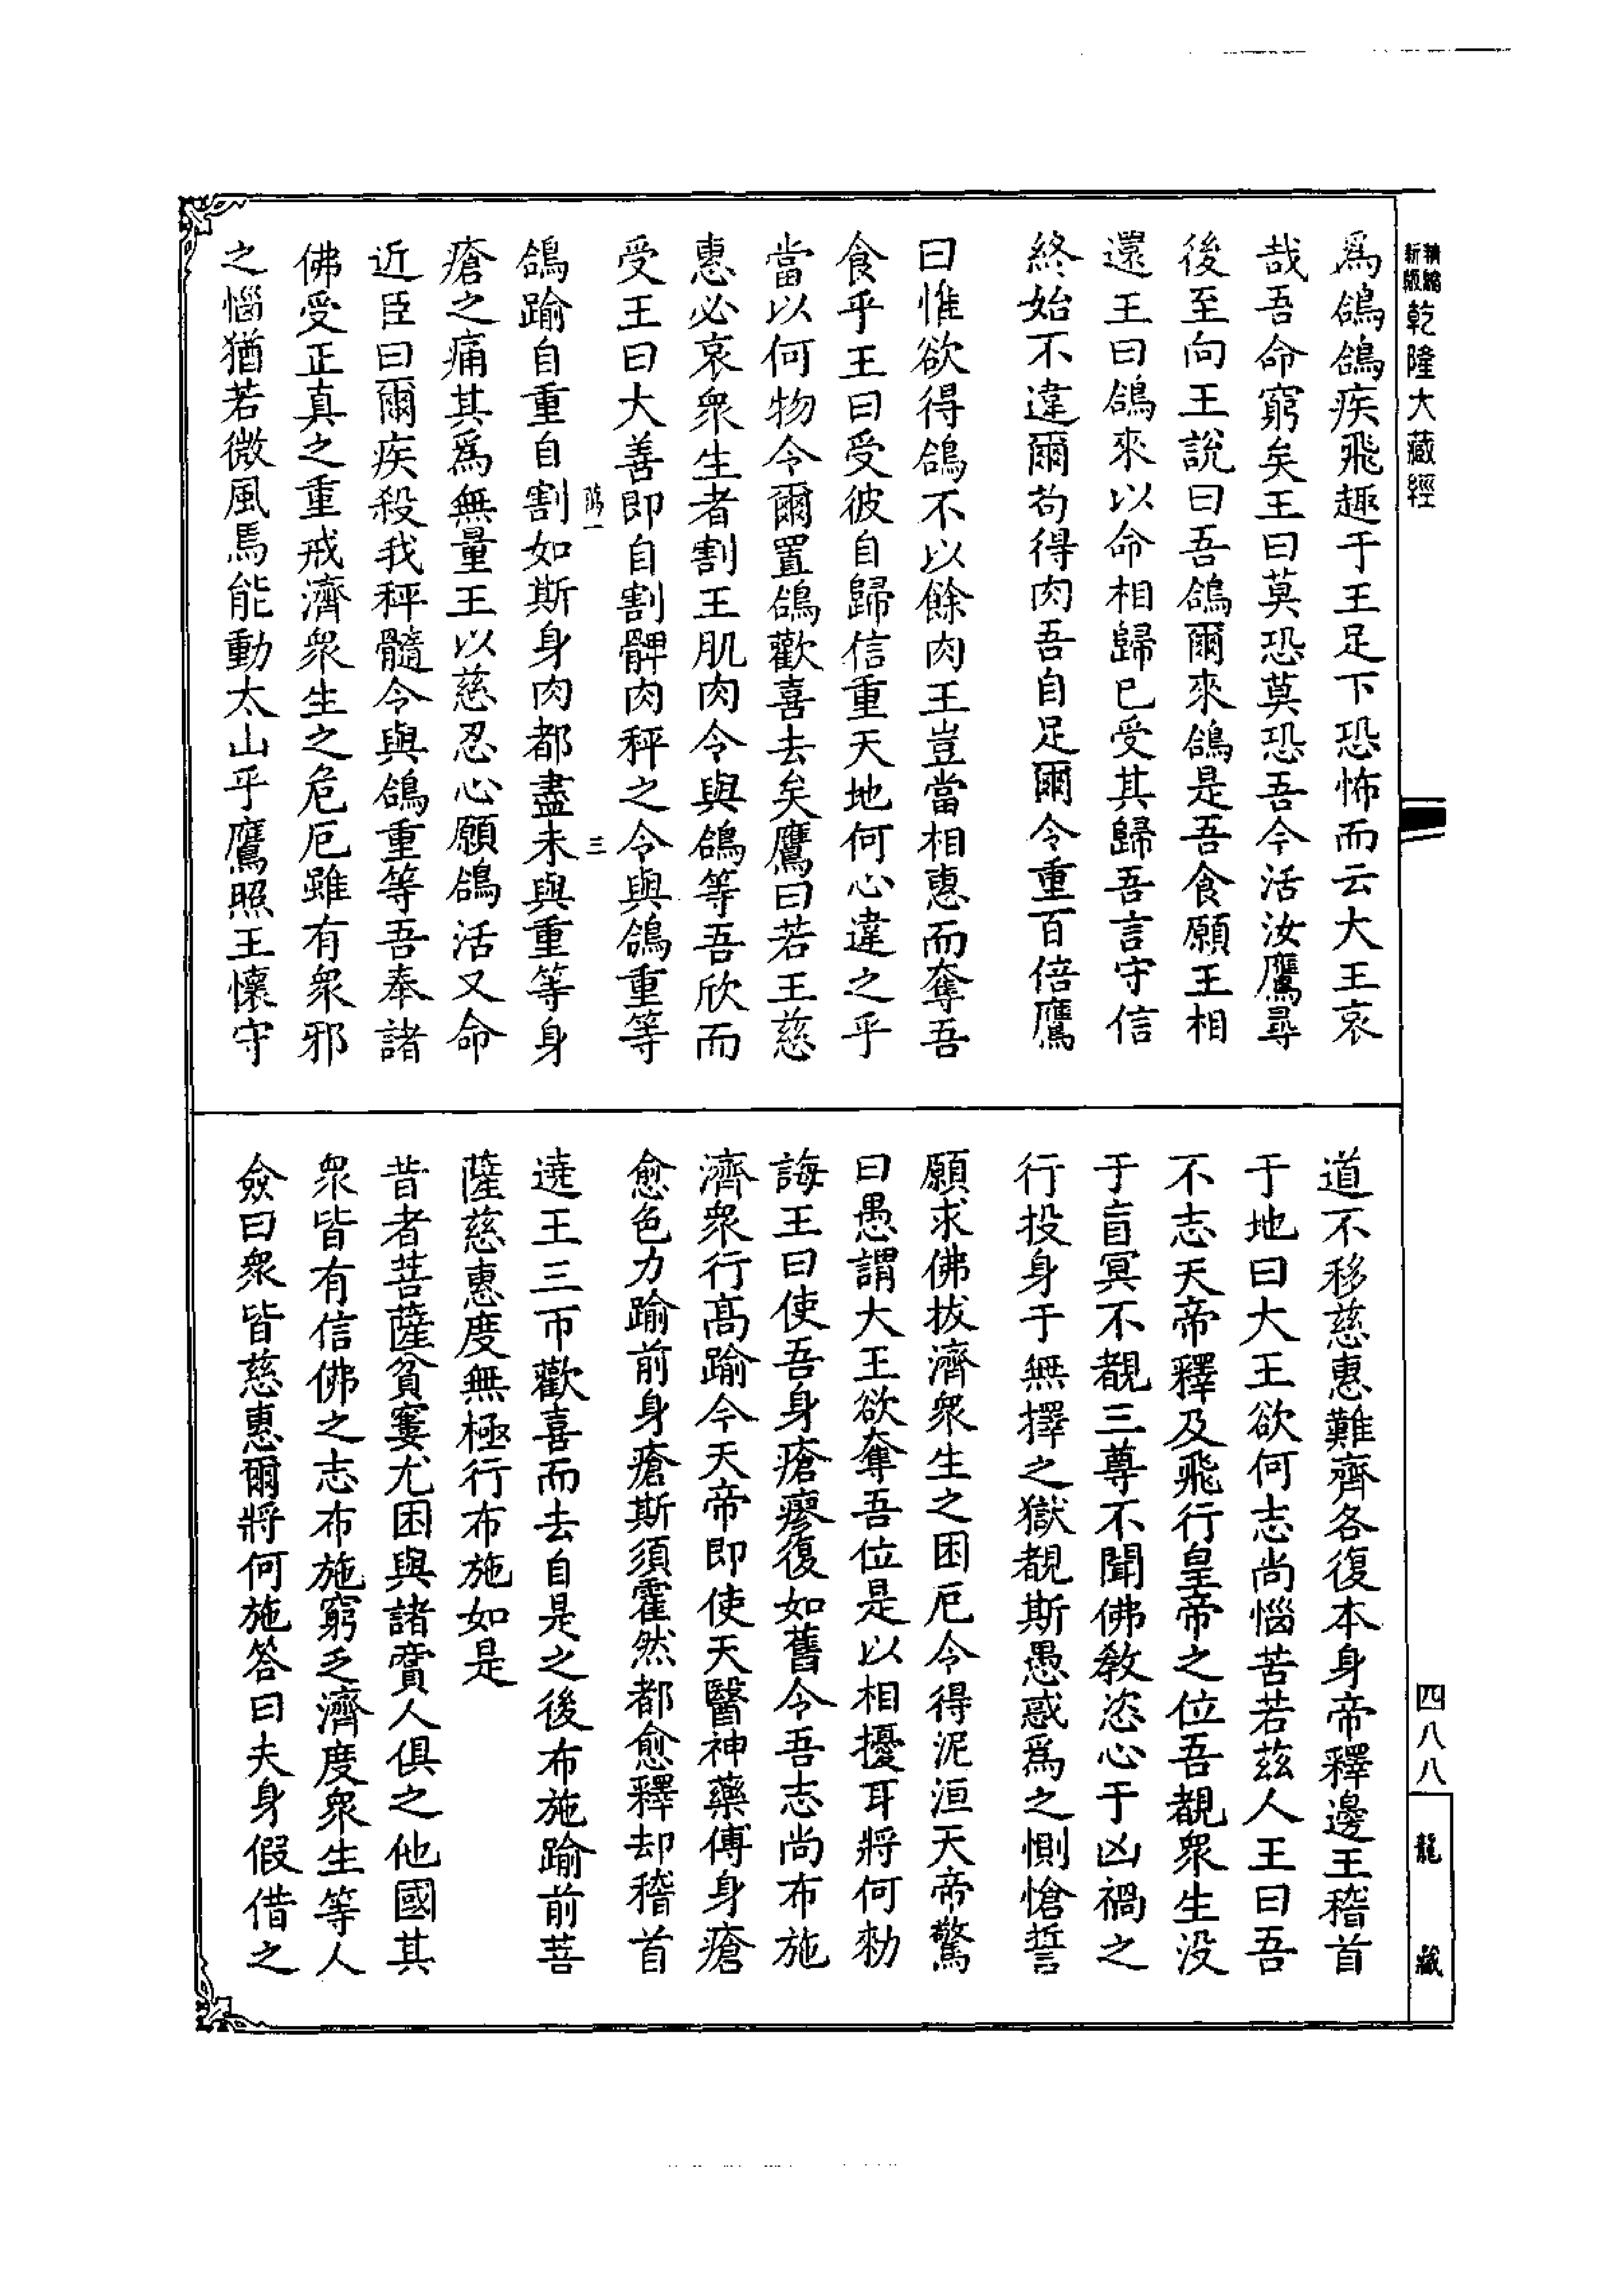 精編
新版
乾隆大藏經
爲鴿鴿疾飛趣于王足下恐怖而云大王哀
哉吾命窮矣王曰莫恐莫恐吾今活汝鷹尋
後至向王說曰吾鴿爾來鴿是吾食願王相
還王曰鴿來以命相歸已受其歸吾言守信
終始不違爾苟得肉吾自足爾令重百倍鷹
曰惟欲得鴿不以餘肉王豈當相惠而奪吾
食乎王曰受彼自歸信重天地何心違之乎
當以何物令爾置鴿歡喜去矣鷹曰若王慈
惠必哀衆生者割王肌肉令與鴿等吾欣而
受王曰大善即自割髀肉秤之令與鴿重等
三
鴿踰自重自割如斯身肉都盡未與重等身
瘡之痛其爲無量王以慈忍心願鴿活又命
近臣曰爾疾殺我秤髓令與鴿重等吾奉諸
佛受正真之重戒濟衆生之危厄雖有衆邪
之惱猶若微風焉能動太山乎鷹照王懷守
道不移慈惠難齊各復本身帝釋邊王稽首
于地曰大王欲何志尚惱苦若茲人王曰吾
不志天帝釋及飛行皇帝之位吾覩衆生没
于盲冥不覩三尊不聞佛教恣心于凶禍之
行投身于無擇之獄覩斯愚惑爲之惻愴誓
願求佛拔濟衆生之困厄令得泥洹天帝驚
曰愚謂大王欲奪吾位是以相擾耳將何勑
誨王曰使吾身瘡瘳復如舊令吾志尚布施
濟衆行高踰今天帝即使天醫神藥傅身瘡
愈色力踰前身瘡斯須霍然都愈釋却稽首
遶王三帀歡喜而去自是之後布施踰前菩
薩慈惠度無極行布施如是
昔者菩薩貧窶尤困與諸賈人俱之他國其
衆皆有信佛之志布施窮乏濟度衆生等人
僉曰衆皆慈惠爾將何施答曰夫身假借之
四八八
龍藏